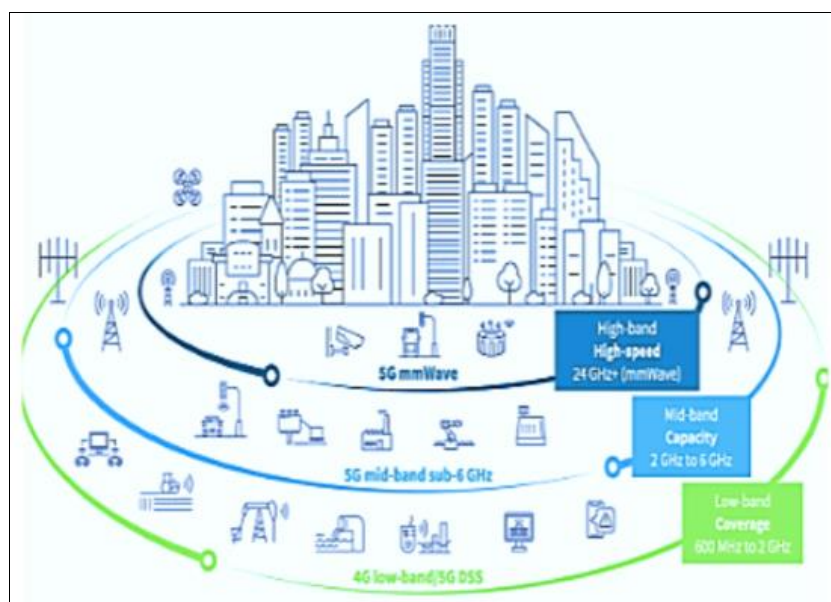 High-band
High-speed
24 GHz+ (mmWave)
5G mmWave
Mid-band
Capacity
2 GHz to 6 GHz
5G mid-band sub-6 GHz
Low-band
Coverage
600 MHz to 2 GHz
4G low-band/5G DSS